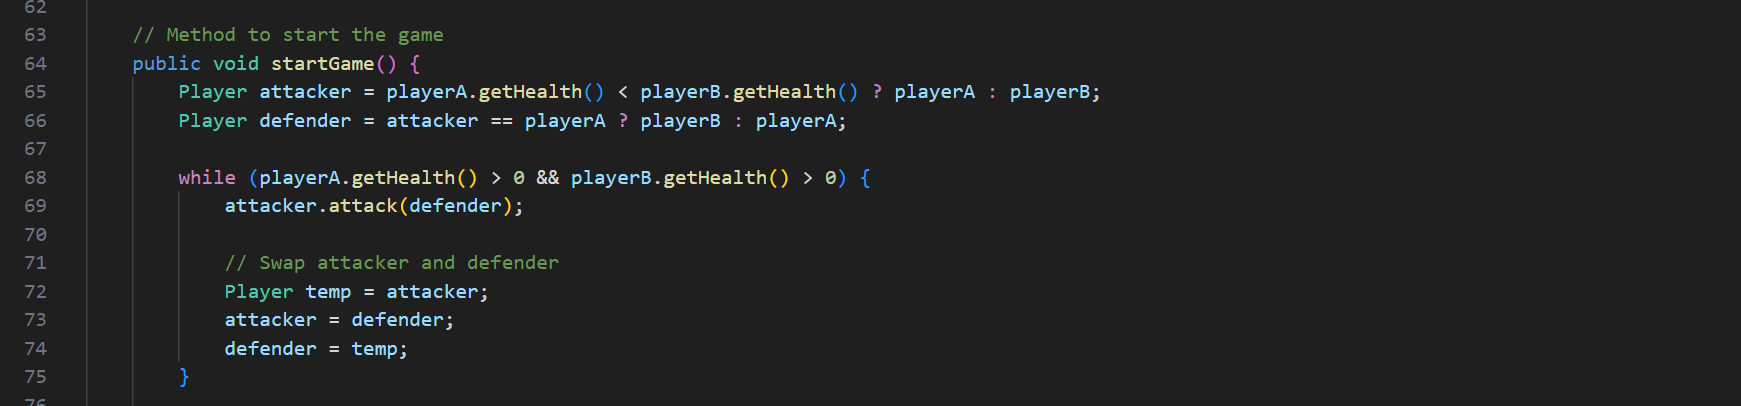 62
63 // Method to start the game
64 public void startGame() {
65 Player attacker = playerA.getHealth() < playerB.getHealth() ? playerA : playerB;
66 Player defender = attacker == playerA ? playerB : playerA;
67
68 while (playerA.getHealth() > 0 && playerB.getHealth() > 0) {
69 attacker.attack(defender);
70
71 // Swap attacker and defender
72 Player temp = attacker;
73 attacker = defender;
74 defender = temp;
75 }
76